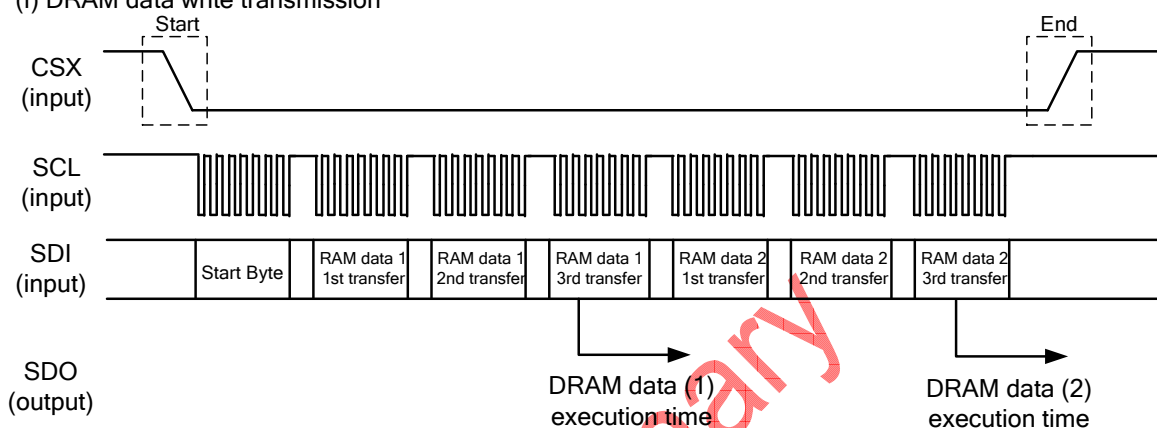 (f) DRAM data write transmission
Start
End
CSX
(input)
SCL
(input)
SDI
(input)
Start Byte
RAM data 1
1st transfer
RAM data 1
2nd transfer
RAM data 1
3rd transfer
RAM data 2
1st transfer
RAM data 2
2nd transfer
RAM data 2
3rd transfer
SDO
(output)
DRAM data (1)
execution time
DRAM data (2)
execution time